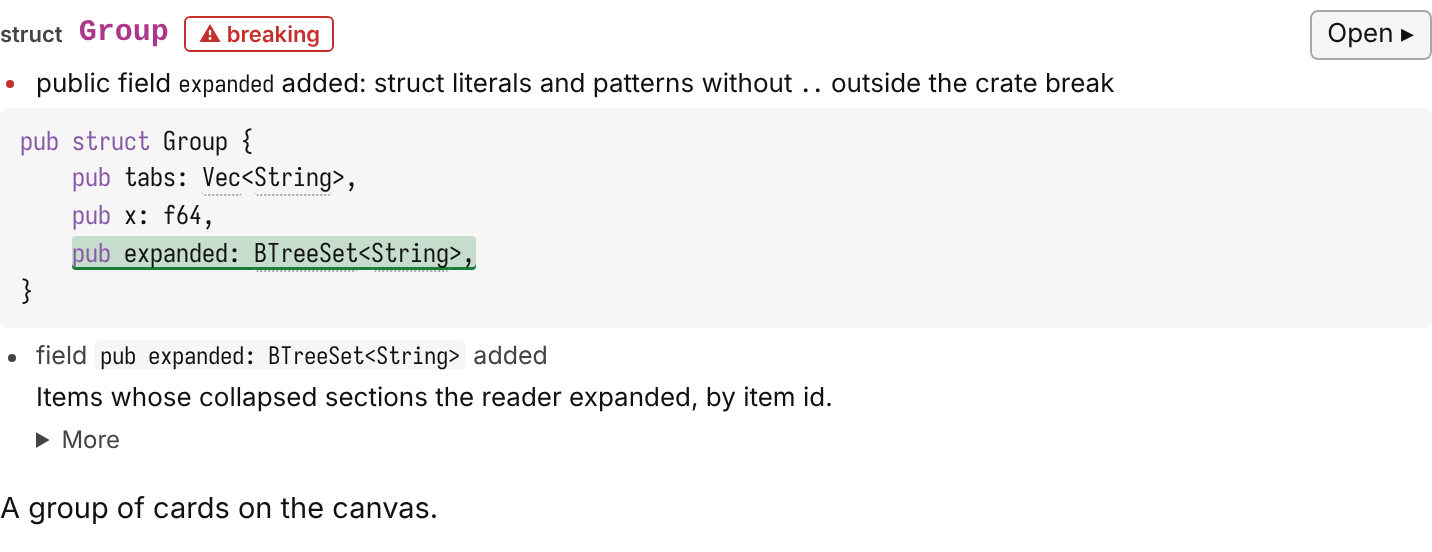 struct Group ⚠ breaking Open ▸
• public field expanded added: struct literals and patterns without .. outside the crate break
pub struct Group {
    pub tabs: Vec<String>,
    pub x: f64,
    pub expanded: BTreeSet<String>,
}
• field pub expanded: BTreeSet<String> added
Items whose collapsed sections the reader expanded, by item id.
▶ More
A group of cards on the canvas.